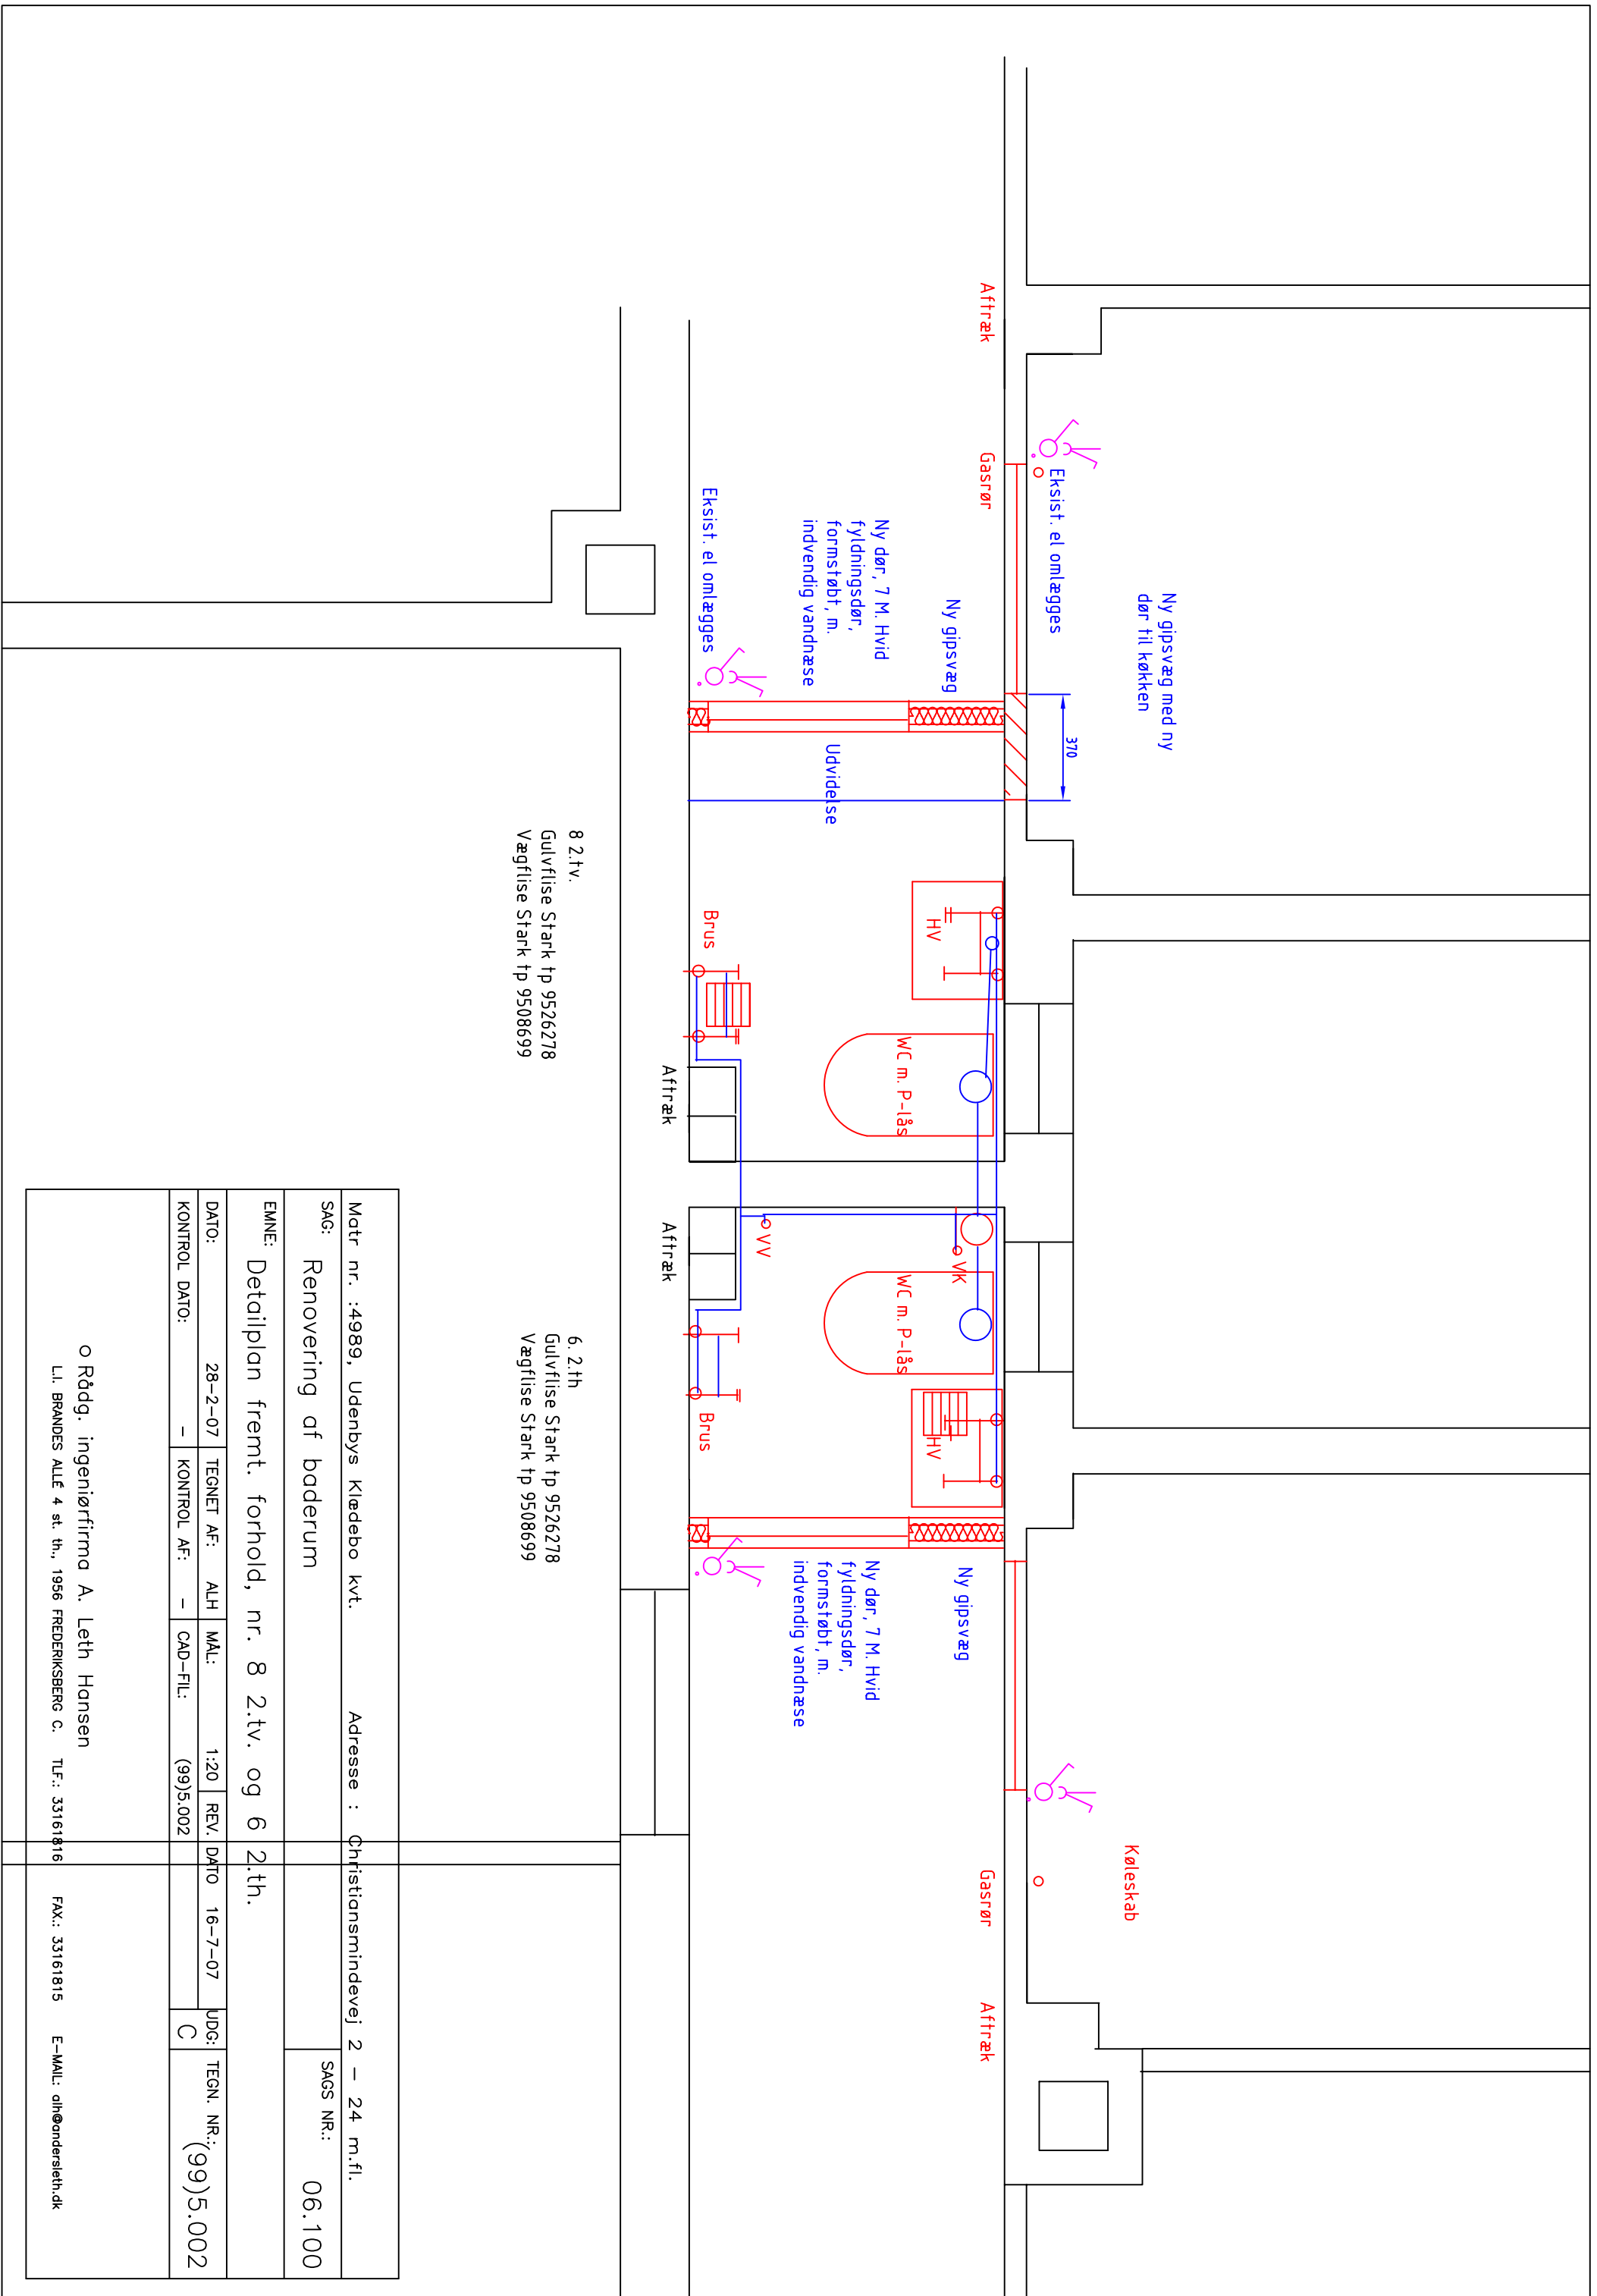 Ny gipsvæg med ny
dør til køkken
370
Eksist. el omlægges
Køleskab
Aftræk
Gasrør
Gasrør
Aftræk
Ny gipsvæg
Ny dør, 7 M. Hvid
fyldningsdør,
formstøbt, m.
indvendig vandnæse
Udvidelse
Eksist. el omlægges
HV
WC m. P-lås
Brus
Aftræk
VK
VV
WC m. P-lås
HV
Brus
Aftræk
Ny gipsvæg
Ny dør, 7 M. Hvid
fyldningsdør,
formstøbt, m.
indvendig vandnæse
8 2.tv.
Gulvflise Stark tp 9526278
Vægflise Stark tp 9508699
6. 2.th
Gulvflise Stark tp 9526278
Vægflise Stark tp 9508699
Matr nr. :4989, Udenbys Klædebo kvt. Adresse : Christiansmindevej 2 – 24 m.fl.
SAG: Renovering af baderum SAGS NR.: 06.100
EMNE: Detailplan fremt. forhold, nr. 8 2.tv. og 6 2.th.
DATO: 28-2-07 TEGNET AF: ALH MÅL: 1:20 REV. DATO 16-7-07 UDG: C TEGN. NR.: (99)5.002
KONTROL DATO: – KONTROL AF: – CAD-FIL: (99)5.002
o Rådg. ingeniørfirma A. Leth Hansen
L.I. BRANDES ALLÉ 4 st. th., 1956 FREDERIKSBERG C. TLF.: 33161816 FAX.: 33161815 E-MAIL: alh@andersleth.dk